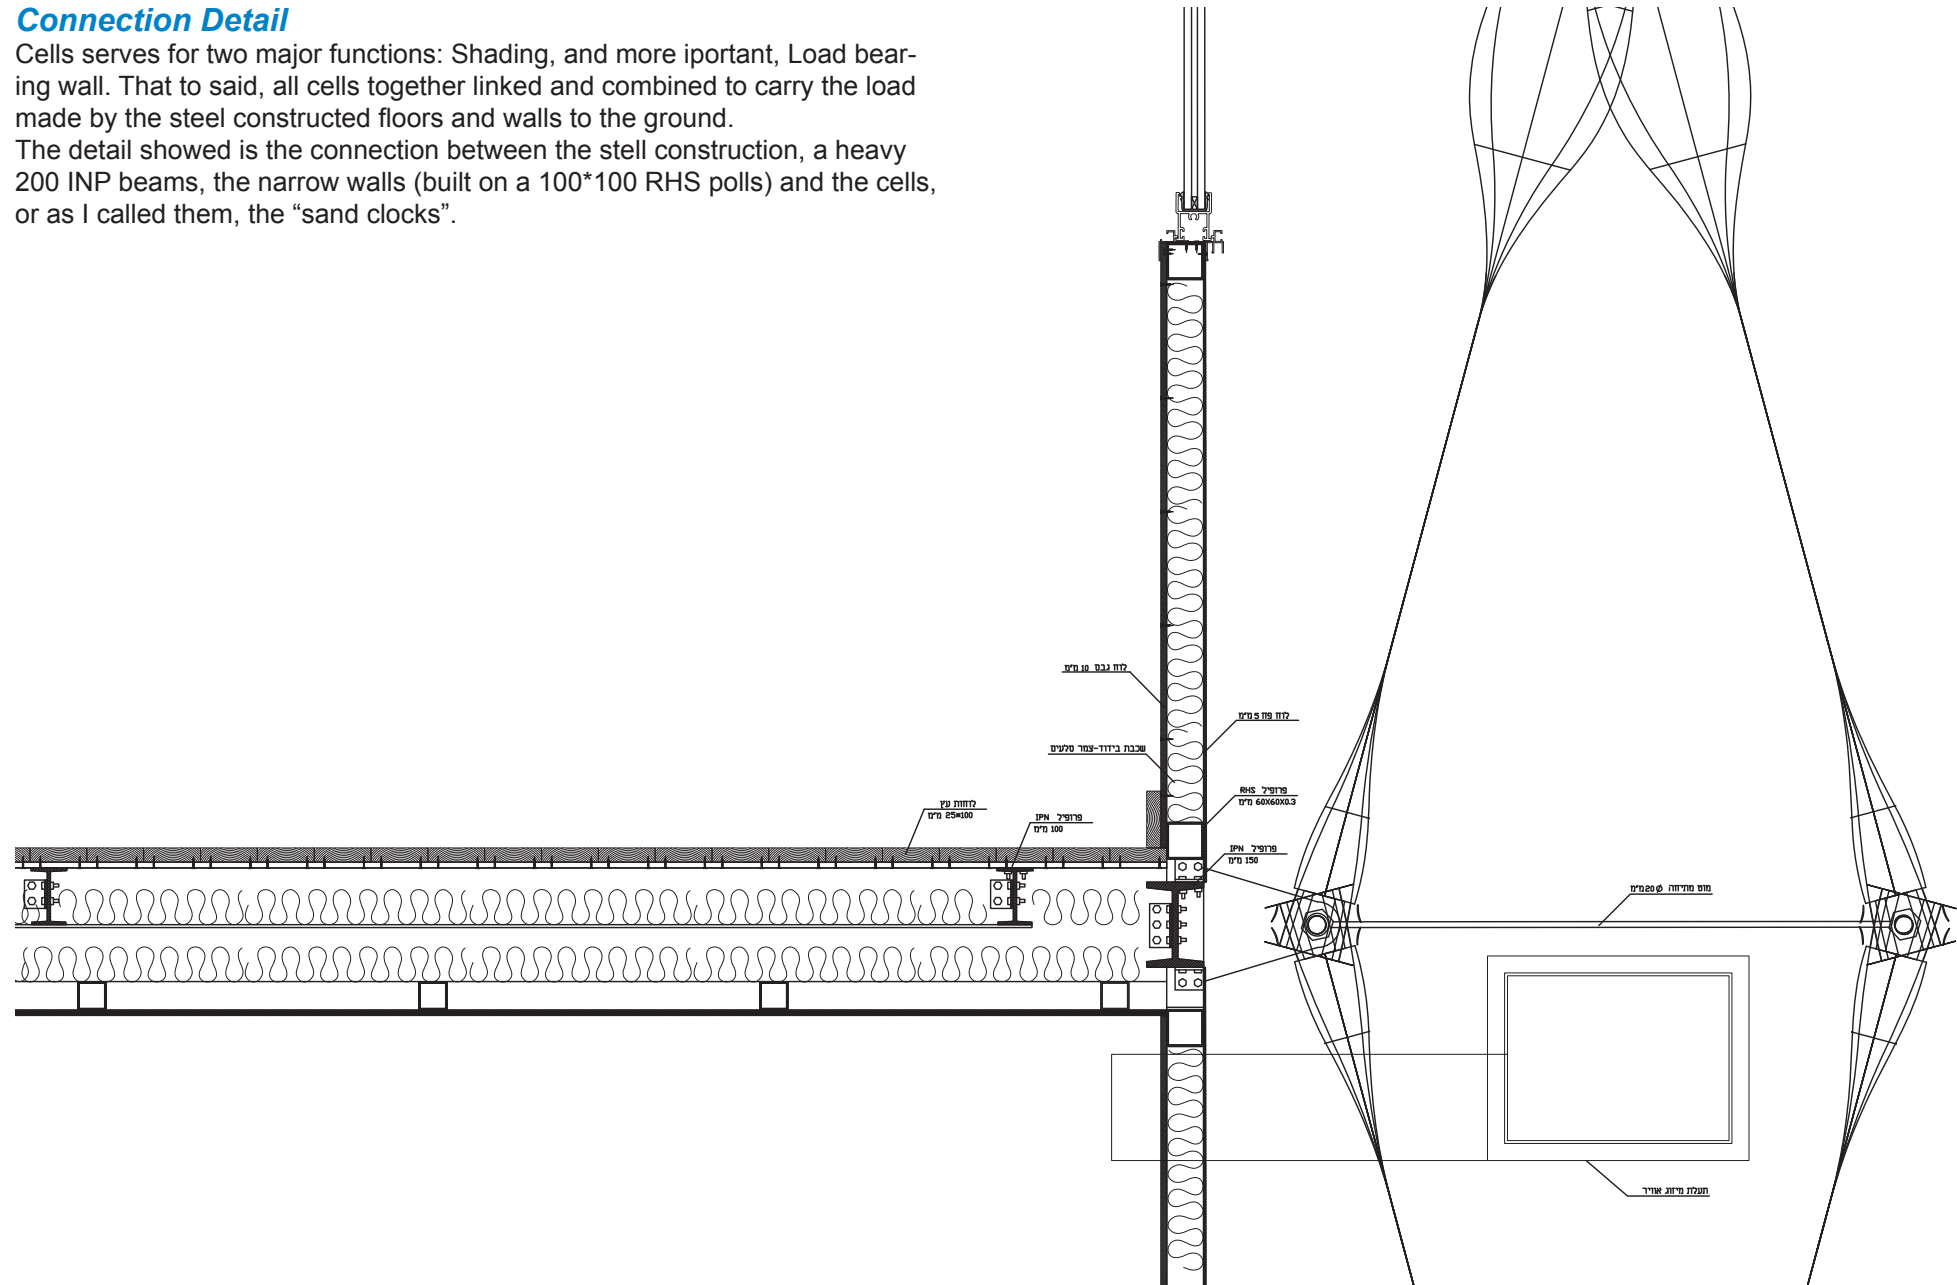 Connection Detail
Cells serves for two major functions: Shading, and more iportant, Load bear-
ing wall. That to said, all cells together linked and combined to carry the load
made by the steel constructed floors and walls to the ground.
The detail showed is the connection between the stell construction, a heavy
200 INP beams, the narrow walls (built on a 100*100 RHS polls) and the cells,
or as I called them, the “sand clocks”.
לוח גבס 10 מ"מ
לוח פח 5 מ"מ
שכבת בידוד-צמר סלעים
פרופיל RHS
60X60X0.3 מ"מ
לוחות עץ
25*100 מ"מ
פרופיל IPN
100 מ"מ
פרופיל IPN
150 מ"מ
מוט מתיחה Ø20 מ"מ
תעלת מיזוג אוויר